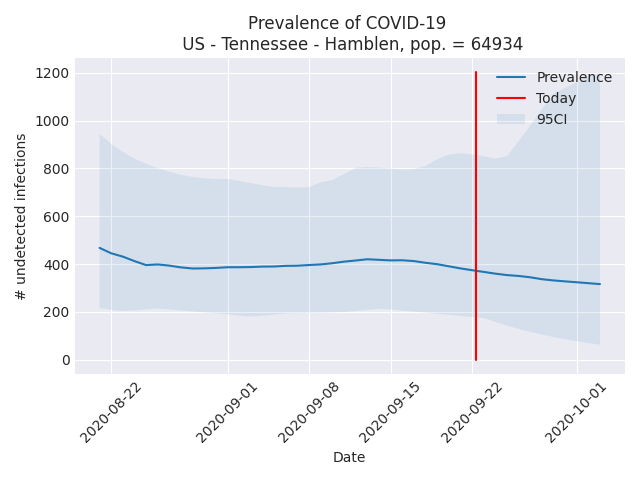 Prevalence of COVID-19
US - Tennessee - Hamblen, pop. = 64934
1200
1000
800
600
400
200
0
# undetected infections
Prevalence
Today
95CI
2020-08-22
2020-09-01
2020-09-08
2020-09-15
2020-09-22
2020-10-01
Date